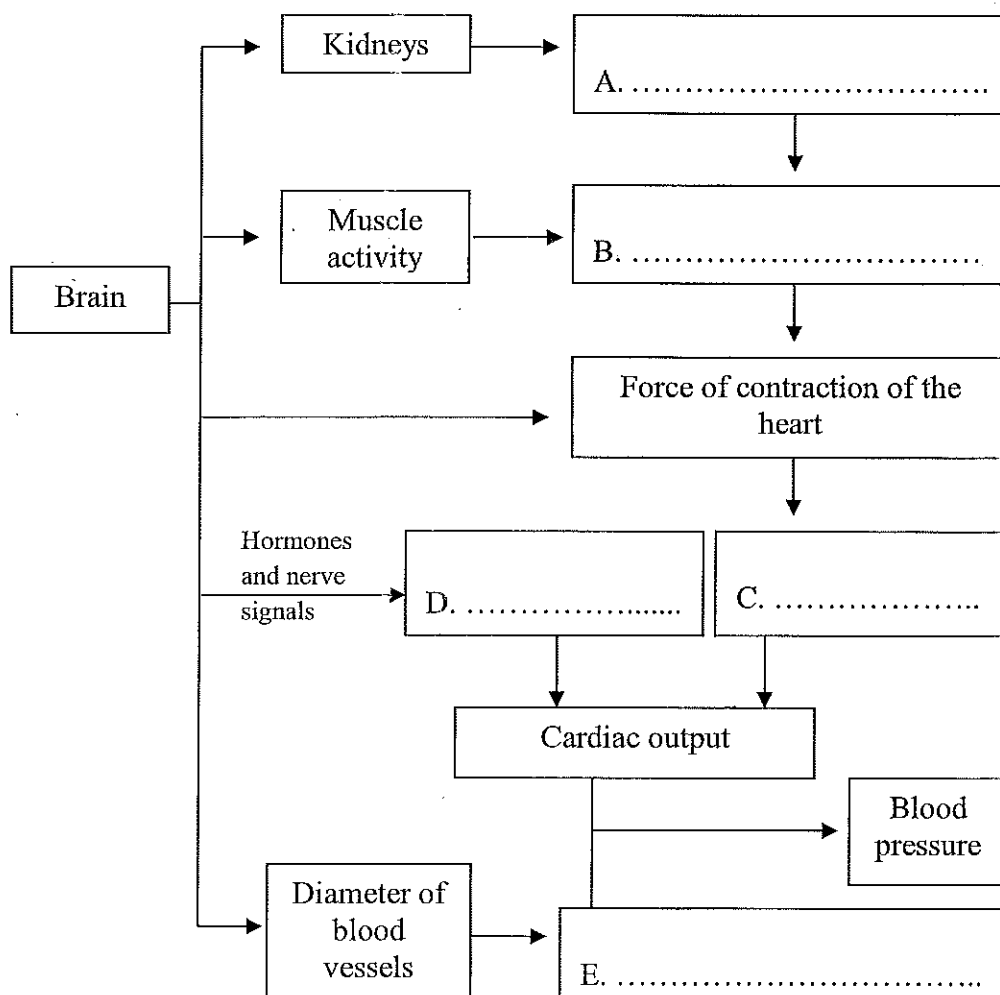 Kidneys
A. ........................................
Muscle
activity
B. ........................................
Brain
Force of contraction of the
heart
Hormones
and nerve
signals
D. ........................
C. ......................
Cardiac output
Blood
pressure
Diameter of
blood
vessels
E. ..........................................